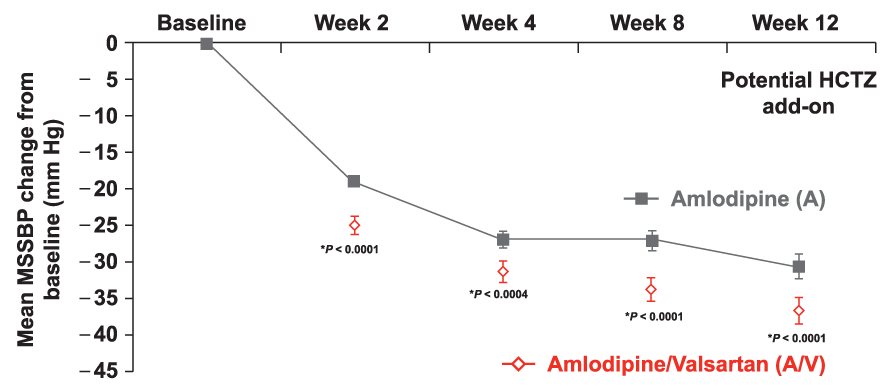 Baseline Week 2 Week 4 Week 8 Week 12
0
– 5
–10
–15
–20
–25
–30
–35
–40
–45
Mean MSSBP change from
baseline (mm Hg)
Potential HCTZ
add-on
Amlodipine (A)
*P < 0.0001
*P < 0.0004
*P < 0.0001
*P < 0.0001
Amlodipine/Valsartan (A/V)